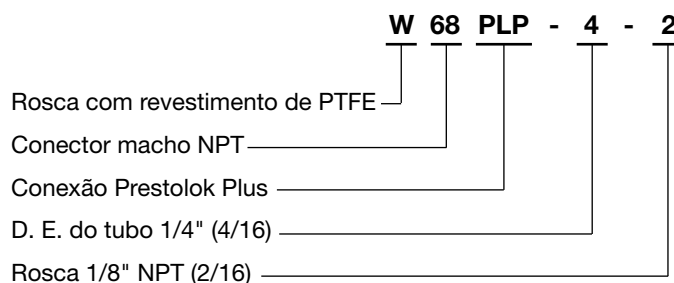 W 68 PLP - 4 - 2
Rosca com revestimento de PTFE
Conector macho NPT
Conexão Prestolok Plus
D. E. do tubo 1/4" (4/16)
Rosca 1/8" NPT (2/16)